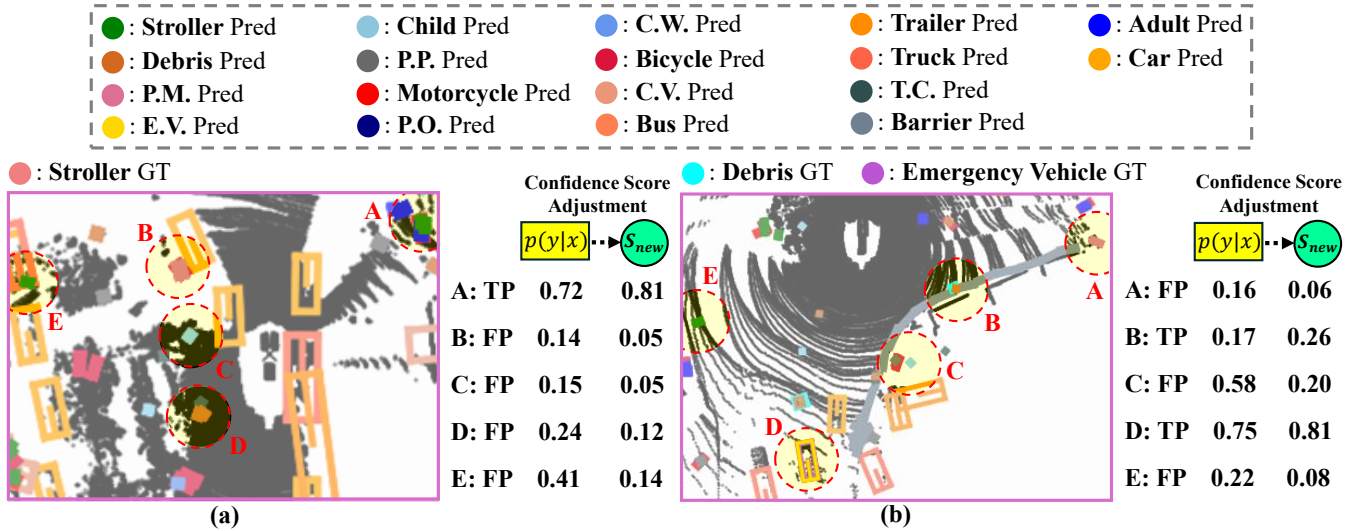 : Stroller Pred : Child Pred : C.W. Pred : Trailer Pred : Adult Pred
: Debris Pred : P.P. Pred : Bicycle Pred : Truck Pred : Car Pred
: P.M. Pred : Motorcycle Pred : C.V. Pred : T.C. Pred
: E.V. Pred : P.O. Pred : Bus Pred : Barrier Pred
: Stroller GT
A
B
E
C
D
Confidence Score
Adjustment
p(y|x) S_new
A: TP 0.72 0.81
B: FP 0.14 0.05
C: FP 0.15 0.05
D: FP 0.24 0.12
E: FP 0.41 0.14
(a)
: Debris GT : Emergency Vehicle GT
E
A
B
C
D
Confidence Score
Adjustment
p(y|x) S_new
A: FP 0.16 0.06
B: TP 0.17 0.26
C: FP 0.58 0.20
D: TP 0.75 0.81
E: FP 0.22 0.08
(b)